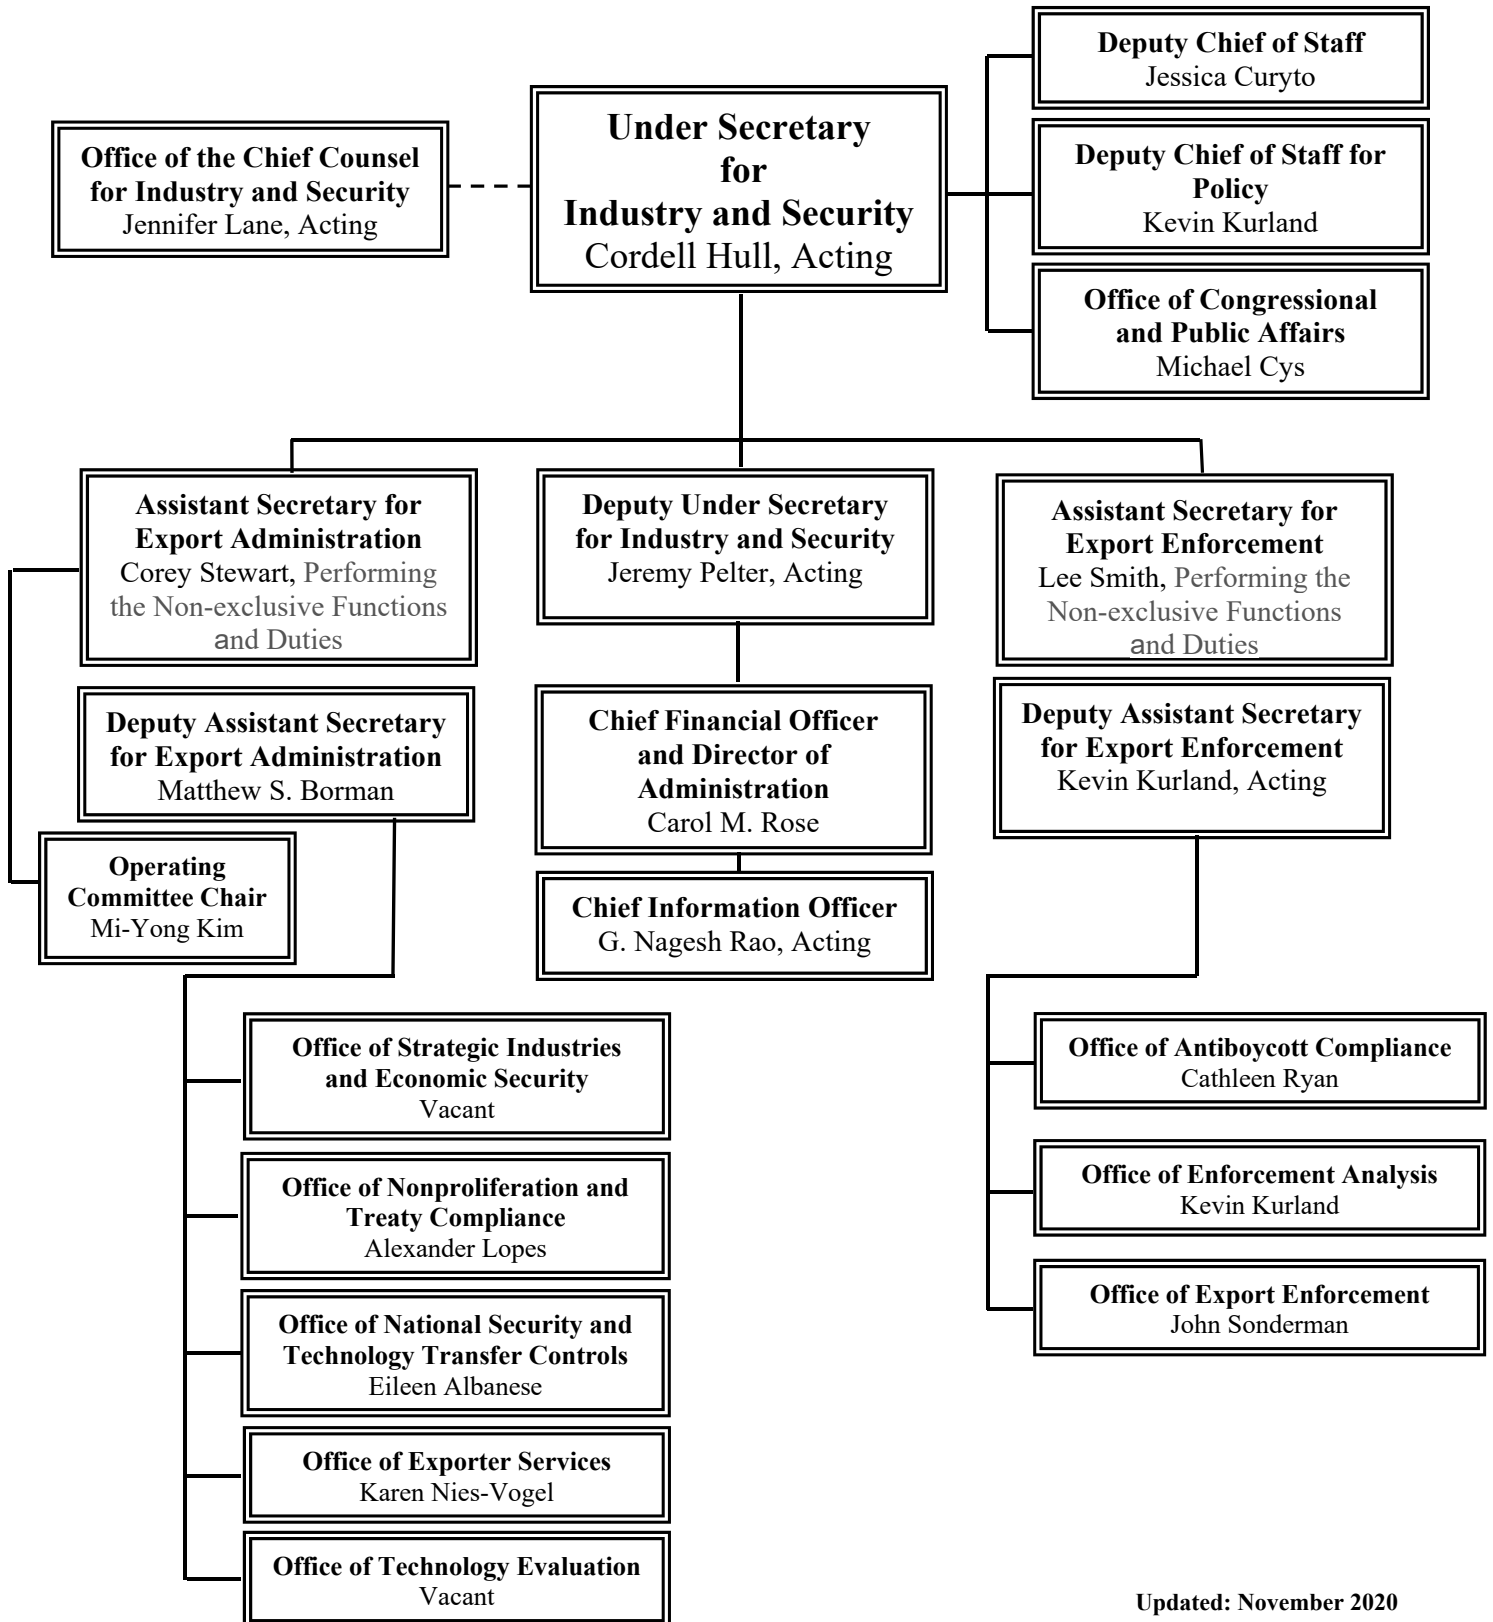 Deputy Chief of Staff
Jessica Curyto
Under Secretary
for
Industry and Security
Cordell Hull, Acting
Office of the Chief Counsel
for Industry and Security
Jennifer Lane, Acting
Deputy Chief of Staff for
Policy
Kevin Kurland
Office of Congressional
and Public Affairs
Michael Cys
Assistant Secretary for
Export Administration
Corey Stewart, Performing
the Non-exclusive Functions
and Duties
Deputy Under Secretary
for Industry and Security
Jeremy Pelter, Acting
Assistant Secretary for
Export Enforcement
Lee Smith, Performing the
Non-exclusive Functions
and Duties
Deputy Assistant Secretary
for Export Administration
Matthew S. Borman
Chief Financial Officer
and Director of
Administration
Carol M. Rose
Deputy Assistant Secretary
for Export Enforcement
Kevin Kurland, Acting
Operating
Committee Chair
Mi-Yong Kim
Chief Information Officer
G. Nagesh Rao, Acting
Office of Strategic Industries
and Economic Security
Vacant
Office of Nonproliferation and
Treaty Compliance
Alexander Lopes
Office of National Security and
Technology Transfer Controls
Eileen Albanese
Office of Exporter Services
Karen Nies-Vogel
Office of Technology Evaluation
Vacant
Office of Antiboycott Compliance
Cathleen Ryan
Office of Enforcement Analysis
Kevin Kurland
Office of Export Enforcement
John Sonderman
Updated: November 2020